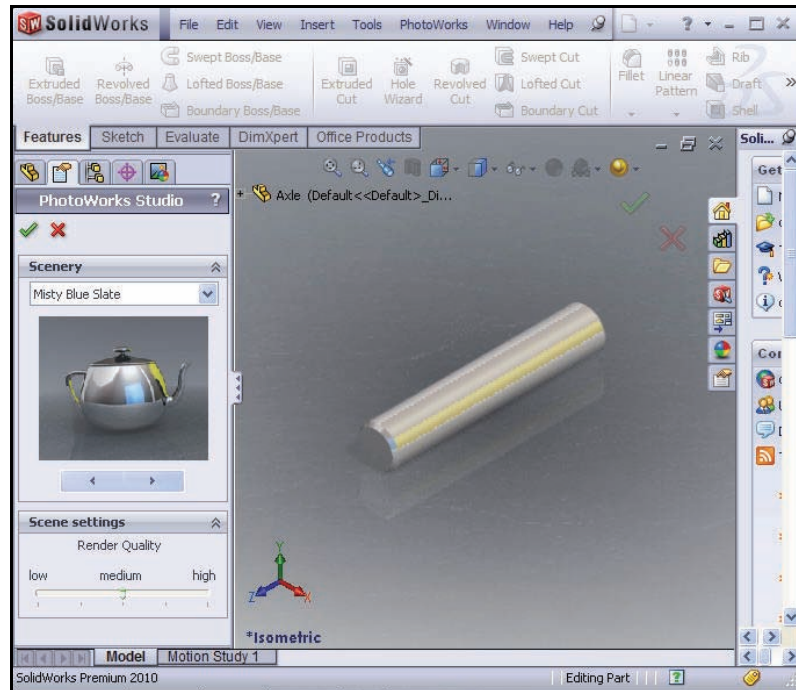 SolidWorks File Edit View Insert Tools PhotoWorks Window Help ?
Extruded Boss/Base
Revolved Boss/Base
Swept Boss/Base
Lofted Boss/Base
Boundary Boss/Base
Extruded Cut
Hole Wizard
Revolved Cut
Swept Cut
Lofted Cut
Boundary Cut
Fillet
Linear Pattern
Rib
Draft
Shell
Features Sketch Evaluate DimXpert Office Products
Soli...
PhotoWorks Studio ?
Axle (Default<<Default>_Di...
Get
Scenery
Misty Blue Slate
Cor
Scene settings
Render Quality
low medium high
Y
Z X
*Isometric
Model Motion Study 1
SolidWorks Premium 2010 Editing Part ?